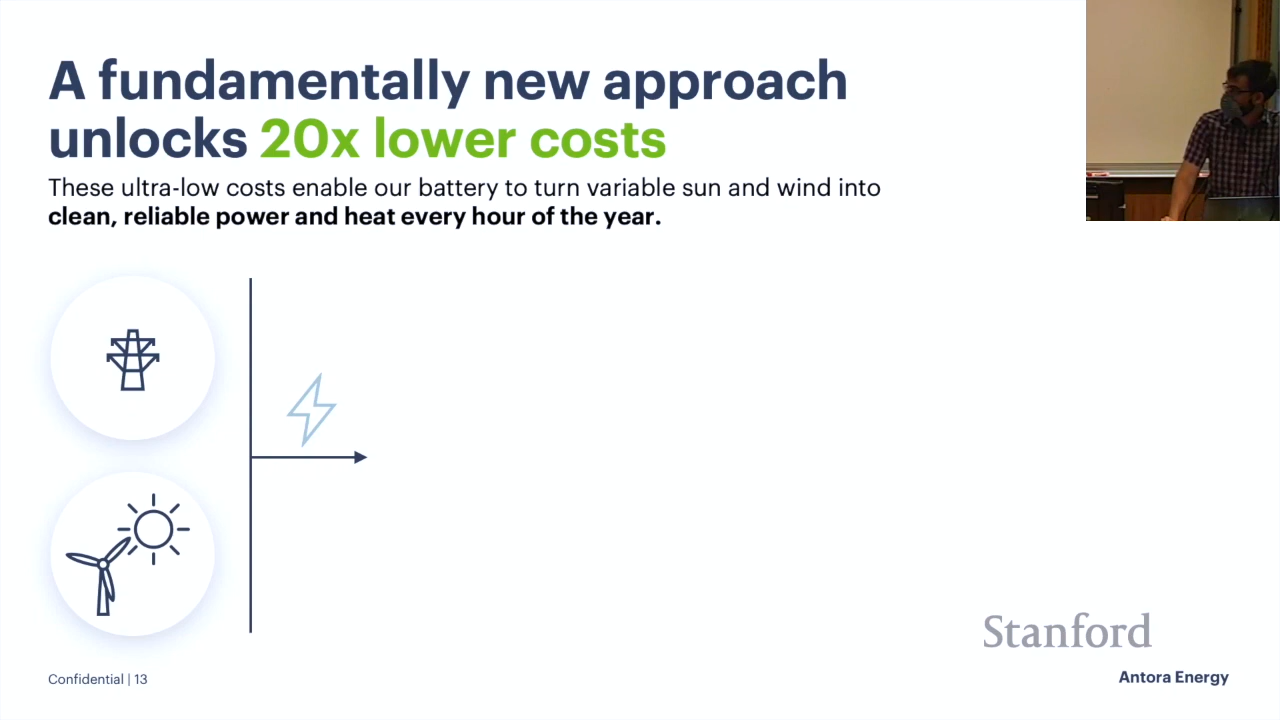 A fundamentally new approach
unlocks 20x lower costs
These ultra-low costs enable our battery to turn variable sun and wind into
clean, reliable power and heat every hour of the year.
Stanford
Confidential | 13
Antora Energy